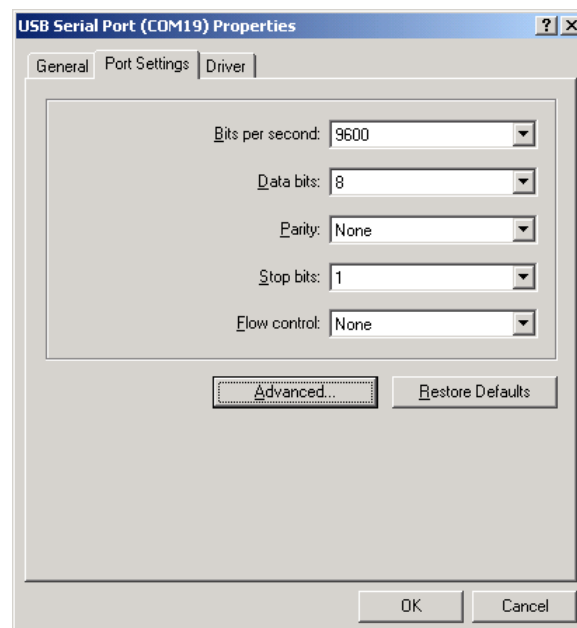 USB Serial Port (COM19) Properties
General Port Settings Driver
Bits per second: 9600
Data bits: 8
Parity: None
Stop bits: 1
Flow control: None
Advanced... Restore Defaults
OK Cancel